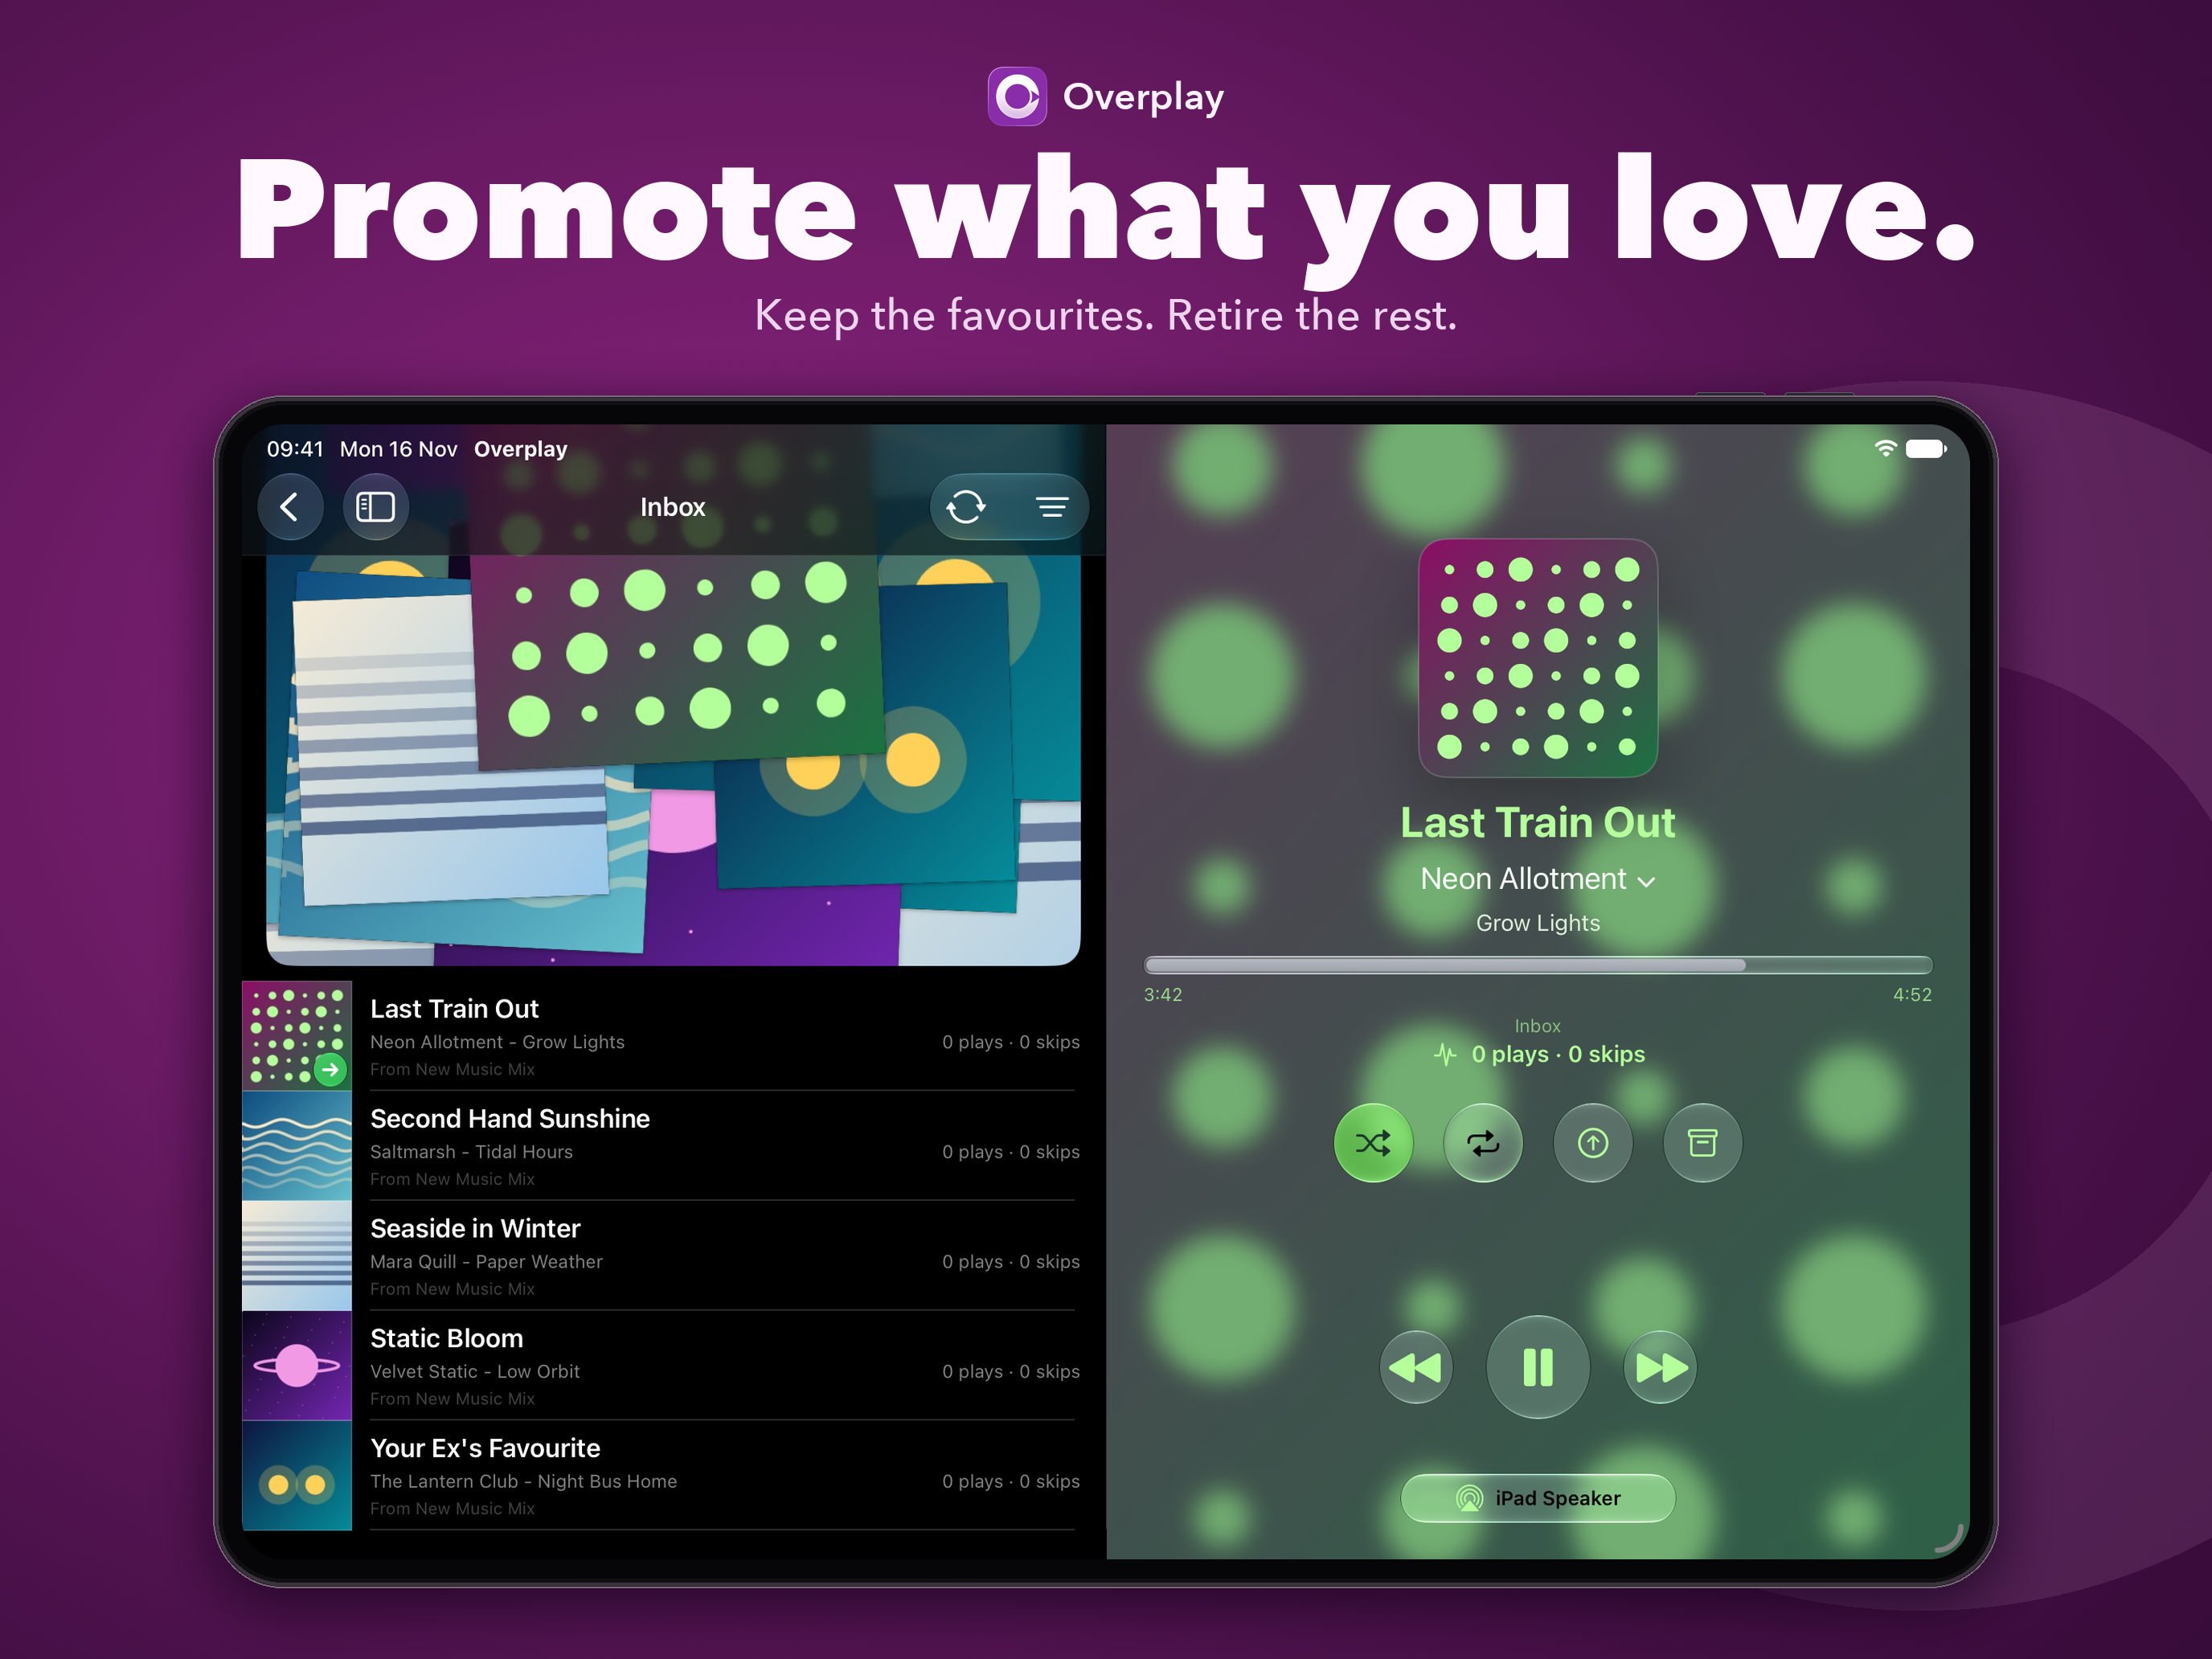 Overplay
Promote what you love.
Keep the favourites. Retire the rest.
09:41 Mon 16 Nov Overplay
Inbox
Last Train Out
Neon Allotment - Grow Lights
0 plays · 0 skips
From New Music Mix
Second Hand Sunshine
Saltmarsh - Tidal Hours
0 plays · 0 skips
From New Music Mix
Seaside in Winter
Mara Quill - Paper Weather
0 plays · 0 skips
From New Music Mix
Static Bloom
Velvet Static - Low Orbit
0 plays · 0 skips
From New Music Mix
Your Ex's Favourite
The Lantern Club - Night Bus Home
0 plays · 0 skips
From New Music Mix
Last Train Out
Neon Allotment
Grow Lights
3:42 4:52
Inbox
0 plays · 0 skips
iPad Speaker